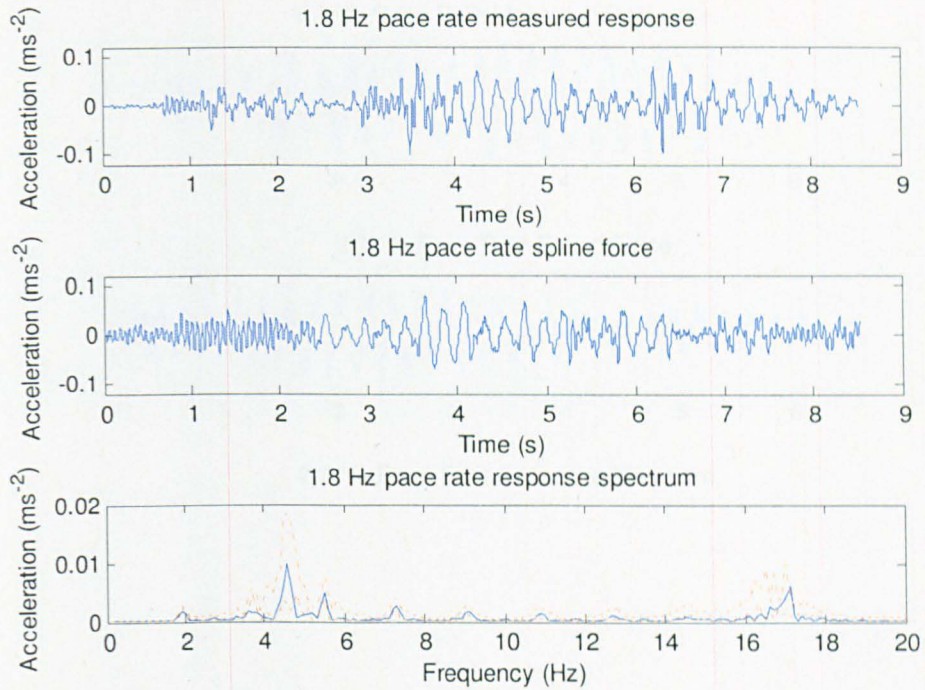 1.8 Hz pace rate measured response
Acceleration (ms-2)
0.1
0
-0.1
0 1 2 3 4 5 6 7 8 9
Time (s)
1.8 Hz pace rate spline force
Acceleration (ms-2)
0.1
0
-0.1
0 1 2 3 4 5 6 7 8 9
Time (s)
1.8 Hz pace rate response spectrum
Acceleration (ms-2)
0.02
0.01
0
0 2 4 6 8 10 12 14 16 18 20
Frequency (Hz)